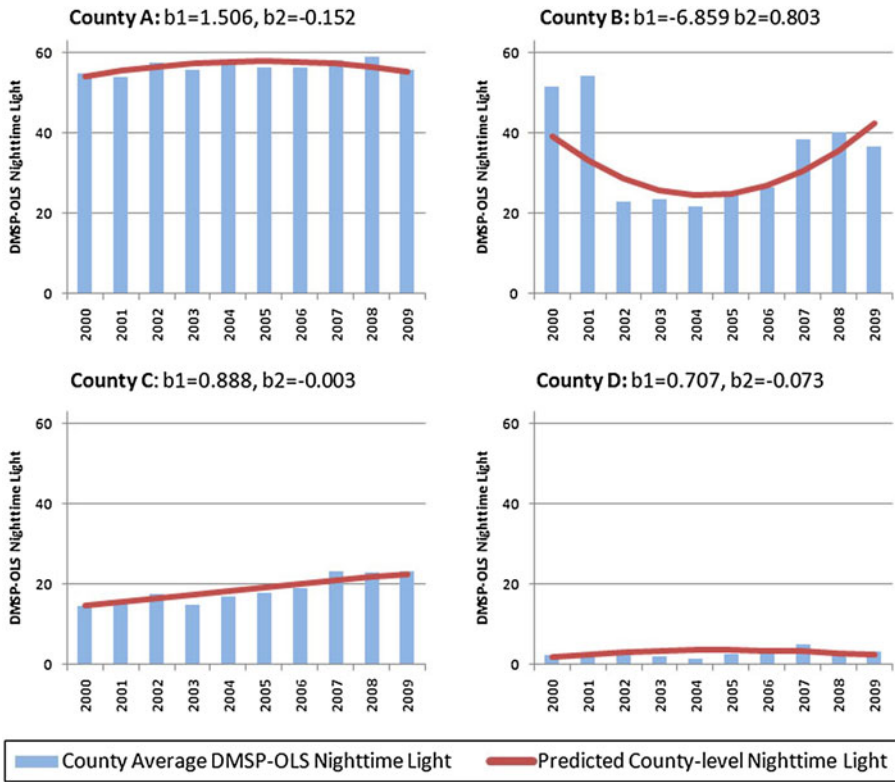 County A: b1=1.506, b2=-0.152
DMSP-OLS Nighttime Light
60
40
20
0
2000 2001 2002 2003 2004 2005 2006 2007 2008 2009
County B: b1=-6.859 b2=0.803
DMSP-OLS Nighttime Light
60
40
20
0
2000 2001 2002 2003 2004 2005 2006 2007 2008 2009
County C: b1=0.888, b2=-0.003
DMSP-OLS Nighttime Light
60
40
20
0
2000 2001 2002 2003 2004 2005 2006 2007 2008 2009
County D: b1=0.707, b2=-0.073
DMSP-OLS Nighttime Light
60
40
20
0
2000 2001 2002 2003 2004 2005 2006 2007 2008 2009
County Average DMSP-OLS Nighttime Light
Predicted County-level Nighttime Light